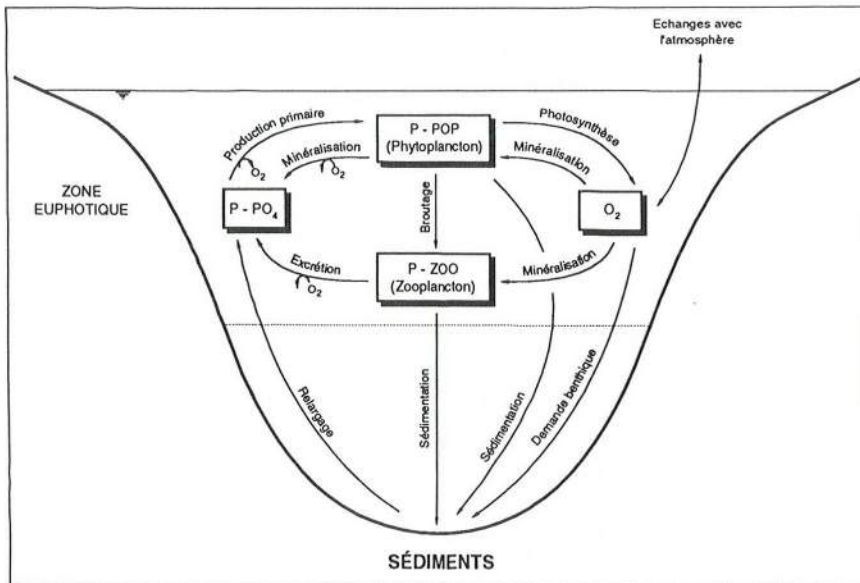 Echanges avec
l'atmosphère
Production primaire
P - POP
(Phytoplancton)
Photosynthèse
Minéralisation
O₂
O₂
Minéralisation
ZONE
EUPHOTIQUE
P - PO₄
Broutage
O₂
Excrétion
O₂
P - ZOO
(Zooplancton)
Minéralisation
Relargage
Sédimentation
Sédimentation
Demande benthique
SÉDIMENTS